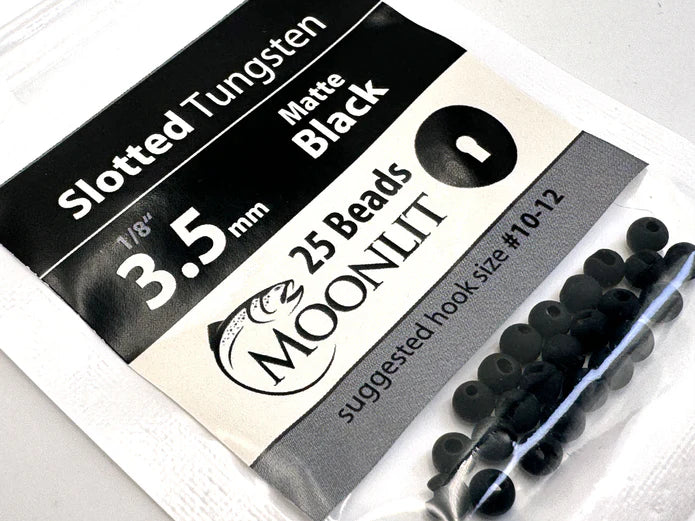 Slotted Tungsten
1/8"
3.5 mm
Matte
Black
25 Beads
MOONLIT
suggested hook size #10-12